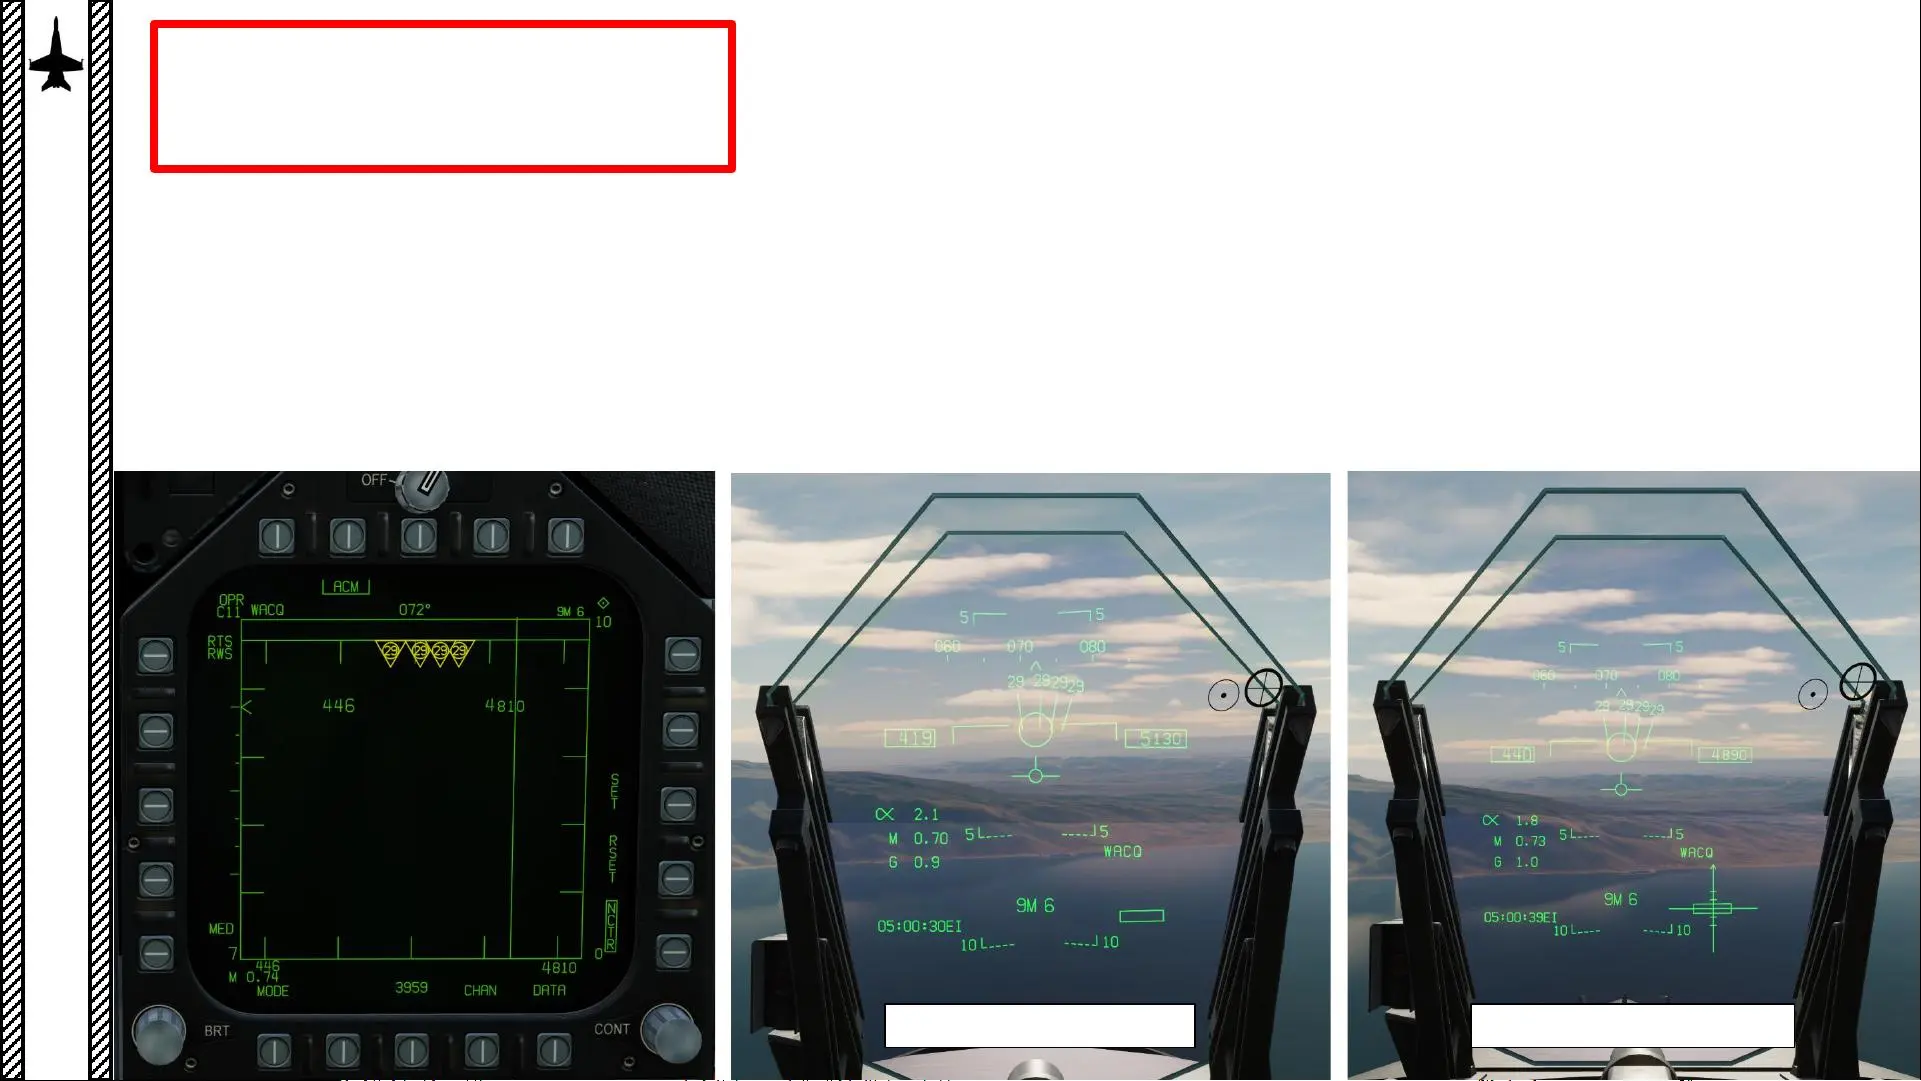 OFF
ACM
OPR
C11 WACQ 072° 9M 6
10
RTS
RWS
29 29 29 29
446 4810
SET
RSET
NCTR
MED
7 0
446 4810
M 0.74
MODE 3959 CHAN DATA
BRT CONT
5 5
060 070 080
29 29 29 29
419 5130
α 2.1
M 0.70 5 5
WACQ
G 0.9
9M 6
05:00:30EI
10 10
5 5
060 070 080
29 29 29 29
440 4890
α 1.8
M 0.73 5 5
WACQ
G 1.0
9M 6
05:00:39EI
10 10